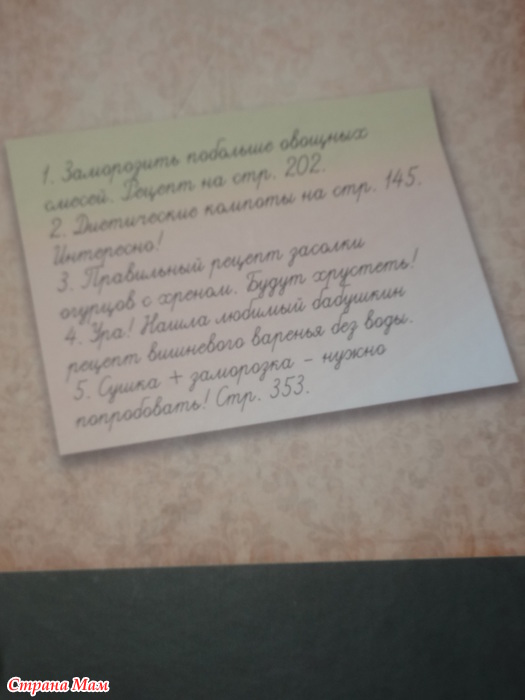 1. Заморозить побольше овощных
смесей. Рецепт на стр. 202.
2. Диетические компоты на стр. 145.
Интересно!
3. Правильный рецепт засолки
огурцов с хреном. Будут хрустеть!
4. Ура! Нашла любимый бабушкин
рецепт вишневого варенья без воды.
5. Сушка + заморозка – нужно
попробовать! Стр. 353.
Страна Мам